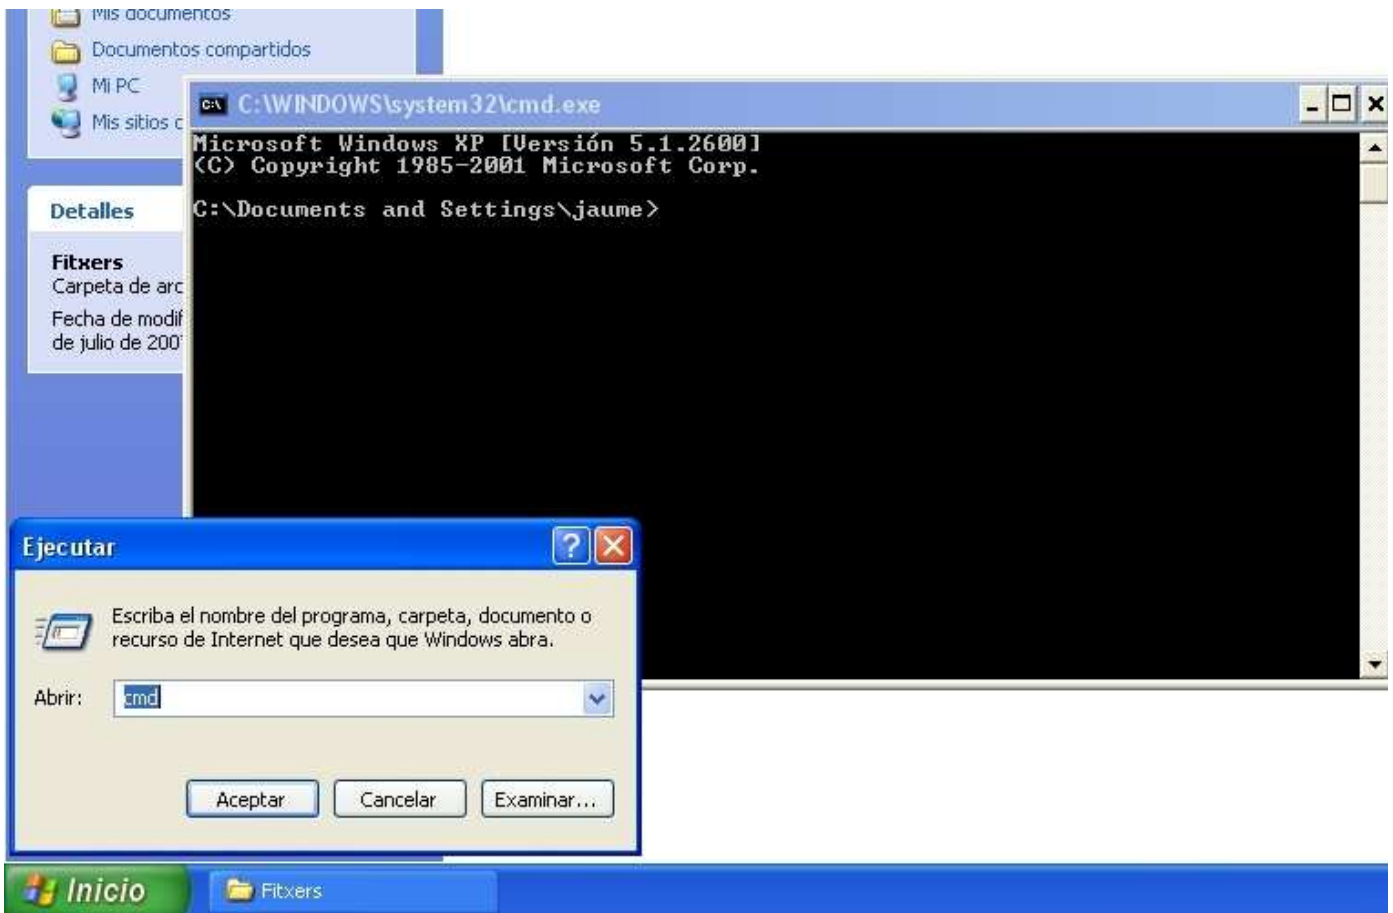 Mis documentos
Documentos compartidos
Mi PC
Mis sitios
Detalles
Fitxers
Carpeta de
Fecha de
de julio de
C:\WINDOWS\system32\cmd.exe
Microsoft Windows XP [Versión 5.1.2600]
(C) Copyright 1985-2001 Microsoft Corp.
C:\Documents and Settings\jaume>
Ejecutar
Escriba el nombre del programa, carpeta, documento o
recurso de Internet que desea que Windows abra.
Abrir: cmd
Aceptar Cancelar Examinar...
Inicio Fitxers